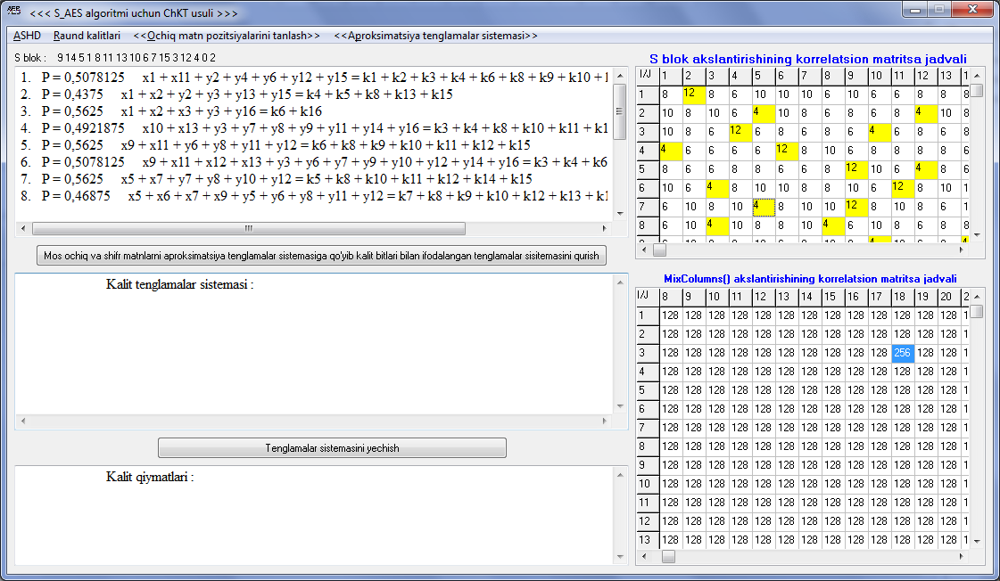 <<< S_AES algoritmi uchun ChKT usuli >>>
ASHD Raund kalitlari <<Ochiq matn pozitsiyalarini tanlash>> <<Aproksimatsiya tenglamalar sistemasi>>
S blok : 9 14 5 1 8 11 13 10 6 7 15 3 12 4 0 2
1. P = 0,5078125 x1 + x11 + y2 + y4 + y6 + y12 + y15 = k1 + k2 + k3 + k4 + k6 + k8 + k9 + k10 + 1
2. P = 0,4375 x1 + x2 + y2 + y3 + y13 + y15 = k4 + k5 + k8 + k13 + k15
3. P = 0,5625 x1 + x2 + x3 + y3 + y16 = k6 + k16
4. P = 0,4921875 x10 + x13 + y3 + y7 + y8 + y9 + y11 + y14 + y16 = k3 + k4 + k8 + k10 + k11 + k
5. P = 0,5625 x9 + x11 + y6 + y8 + y11 + y12 = k6 + k8 + k9 + k10 + k11 + k12 + k15
6. P = 0,5078125 x9 + x11 + x12 + x13 + y3 + y6 + y7 + y9 + y10 + y12 + y14 + y16 = k3 + k4 + k6
7. P = 0,5625 x5 + x7 + y7 + y8 + y10 + y12 = k5 + k8 + k10 + k11 + k12 + k14 + k15
8. P = 0,46875 x5 + x6 + x7 + x9 + y5 + y6 + y8 + y11 + y12 = k7 + k8 + k9 + k10 + k12 + k13 + k1
Mos ochiq va shifr matnlarni aproksimatsiya tenglamalar sistemasiga qo'yib kalit bitlari bilan ifodalangan tenglamalar sisitemasini qurish
Kalit tenglamalar sistemasi :
Tenglamalar sistemasini yechish
Kalit qiymatlari :
S blok akslantirishining korrelatsion matritsa jadvali
I/J 1 2 3 4 5 6 7 8 9 10 11 12 13 1
1 8 12 8 6 10 10 10 6 10 6 6 8 8 8
2 10 8 10 6 4 10 8 6 8 6 8 4 10 8
3 10 8 6 12 6 8 6 8 10 4 6 8 8 6
4 4 6 6 6 6 12 8 10 6 8 8 8 8 6
5 8 6 6 8 8 6 8 6 12 10 6 4 8 8
6 10 6 4 8 10 10 8 8 10 6 12 8 10 1
7 6 10 8 10 4 8 10 10 12 8 10 8 6 1
8 6 10 4 10 8 8 10 4 8 10 6 8 6 8
MixColumns() akslantirishining korrelatsion matritsa jadvali
I/J 8 9 10 11 12 13 14 15 16 17 18 19 20 2
1 128 128 128 128 128 128 128 128 128 128 128 128 128 1
2 128 128 128 128 128 128 128 128 128 128 128 128 128 1
3 128 128 128 128 128 128 128 128 128 128 256 128 128 1
4 128 128 128 128 128 128 128 128 128 128 128 128 128 1
5 128 128 128 128 128 128 128 128 128 128 128 128 128 1
6 128 128 128 128 128 128 128 128 128 128 128 128 128 1
7 128 128 128 128 128 128 128 128 128 128 128 128 128 1
8 128 128 128 128 128 128 128 128 128 128 128 128 128 1
9 128 128 128 128 128 128 128 128 128 128 128 128 128 1
10 128 128 128 128 128 128 128 128 128 128 128 128 128 1
11 128 128 128 128 128 128 128 128 128 128 128 128 128 1
12 128 128 128 128 128 128 128 128 128 128 128 128 128 1
13 128 128 128 128 128 128 128 128 128 128 128 128 128 1